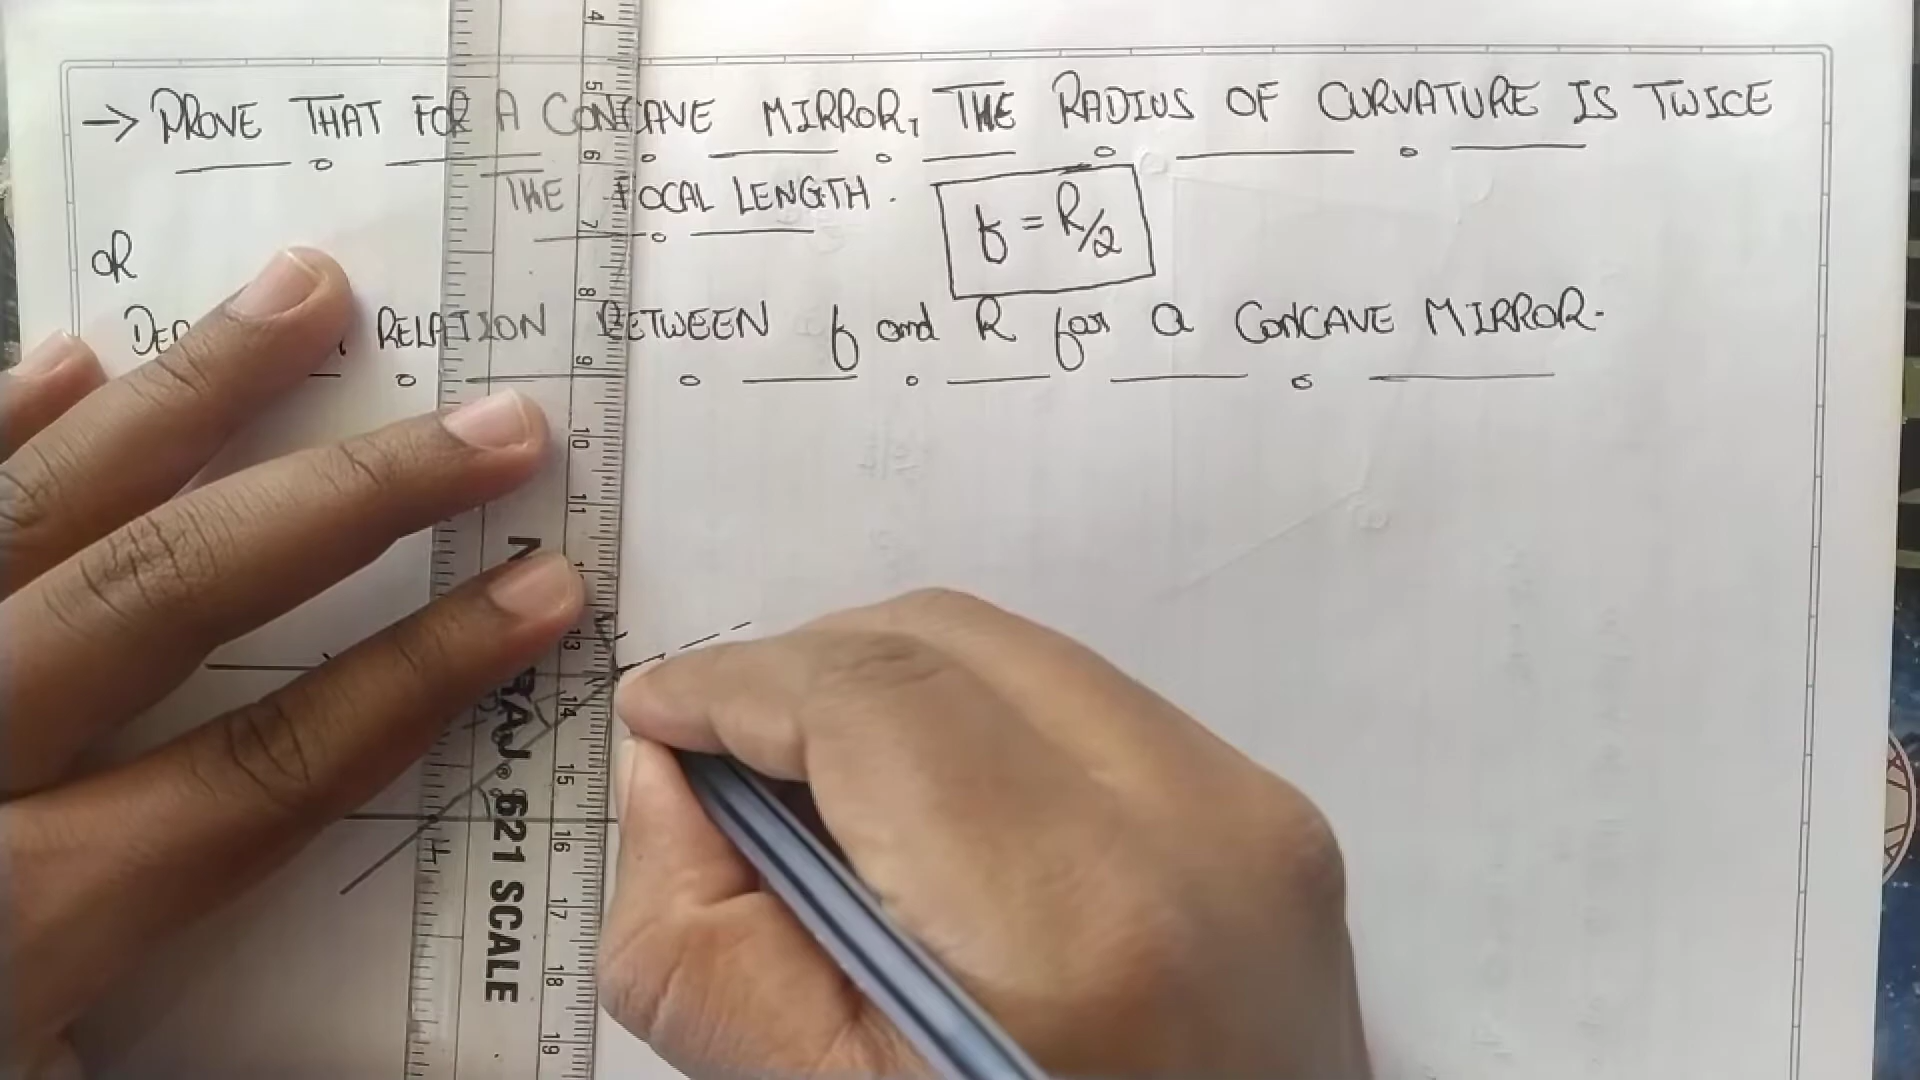 → PROVE THAT FOR A CONCAVE MIRROR, THE RADIUS OF CURVATURE IS TWICE
THE FOCAL LENGTH.
f = R/2
OR
RELATION BETWEEN f and R for a CONCAVE MIRROR.
4 5 6 7 8 9 10 11 13 14 15 16 17 18 19
621 SCALE